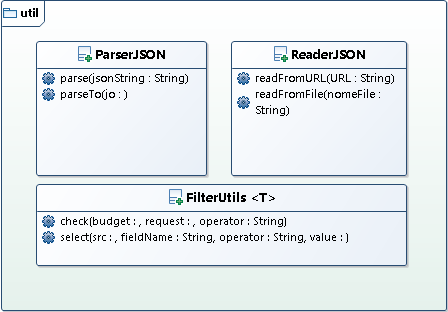 util
ParserJSON
parse(jsonString : String)
parseTo(jo : )
ReaderJSON
readFromURL(URL : String)
readFromFile(nomeFile :
String)
FilterUtils <T>
check(budget : , request : , operator : String)
select(src : , fieldName : String, operator : String, value : )